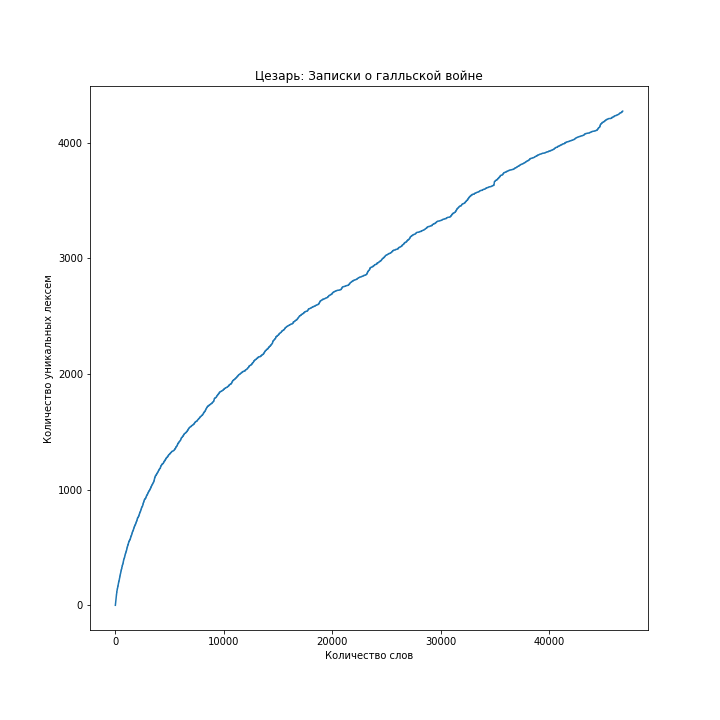 Цезарь: Записки о галльской войне
4000
3000
2000
1000
0
Количество уникальных лексем
0 10000 20000 30000 40000
Количество слов